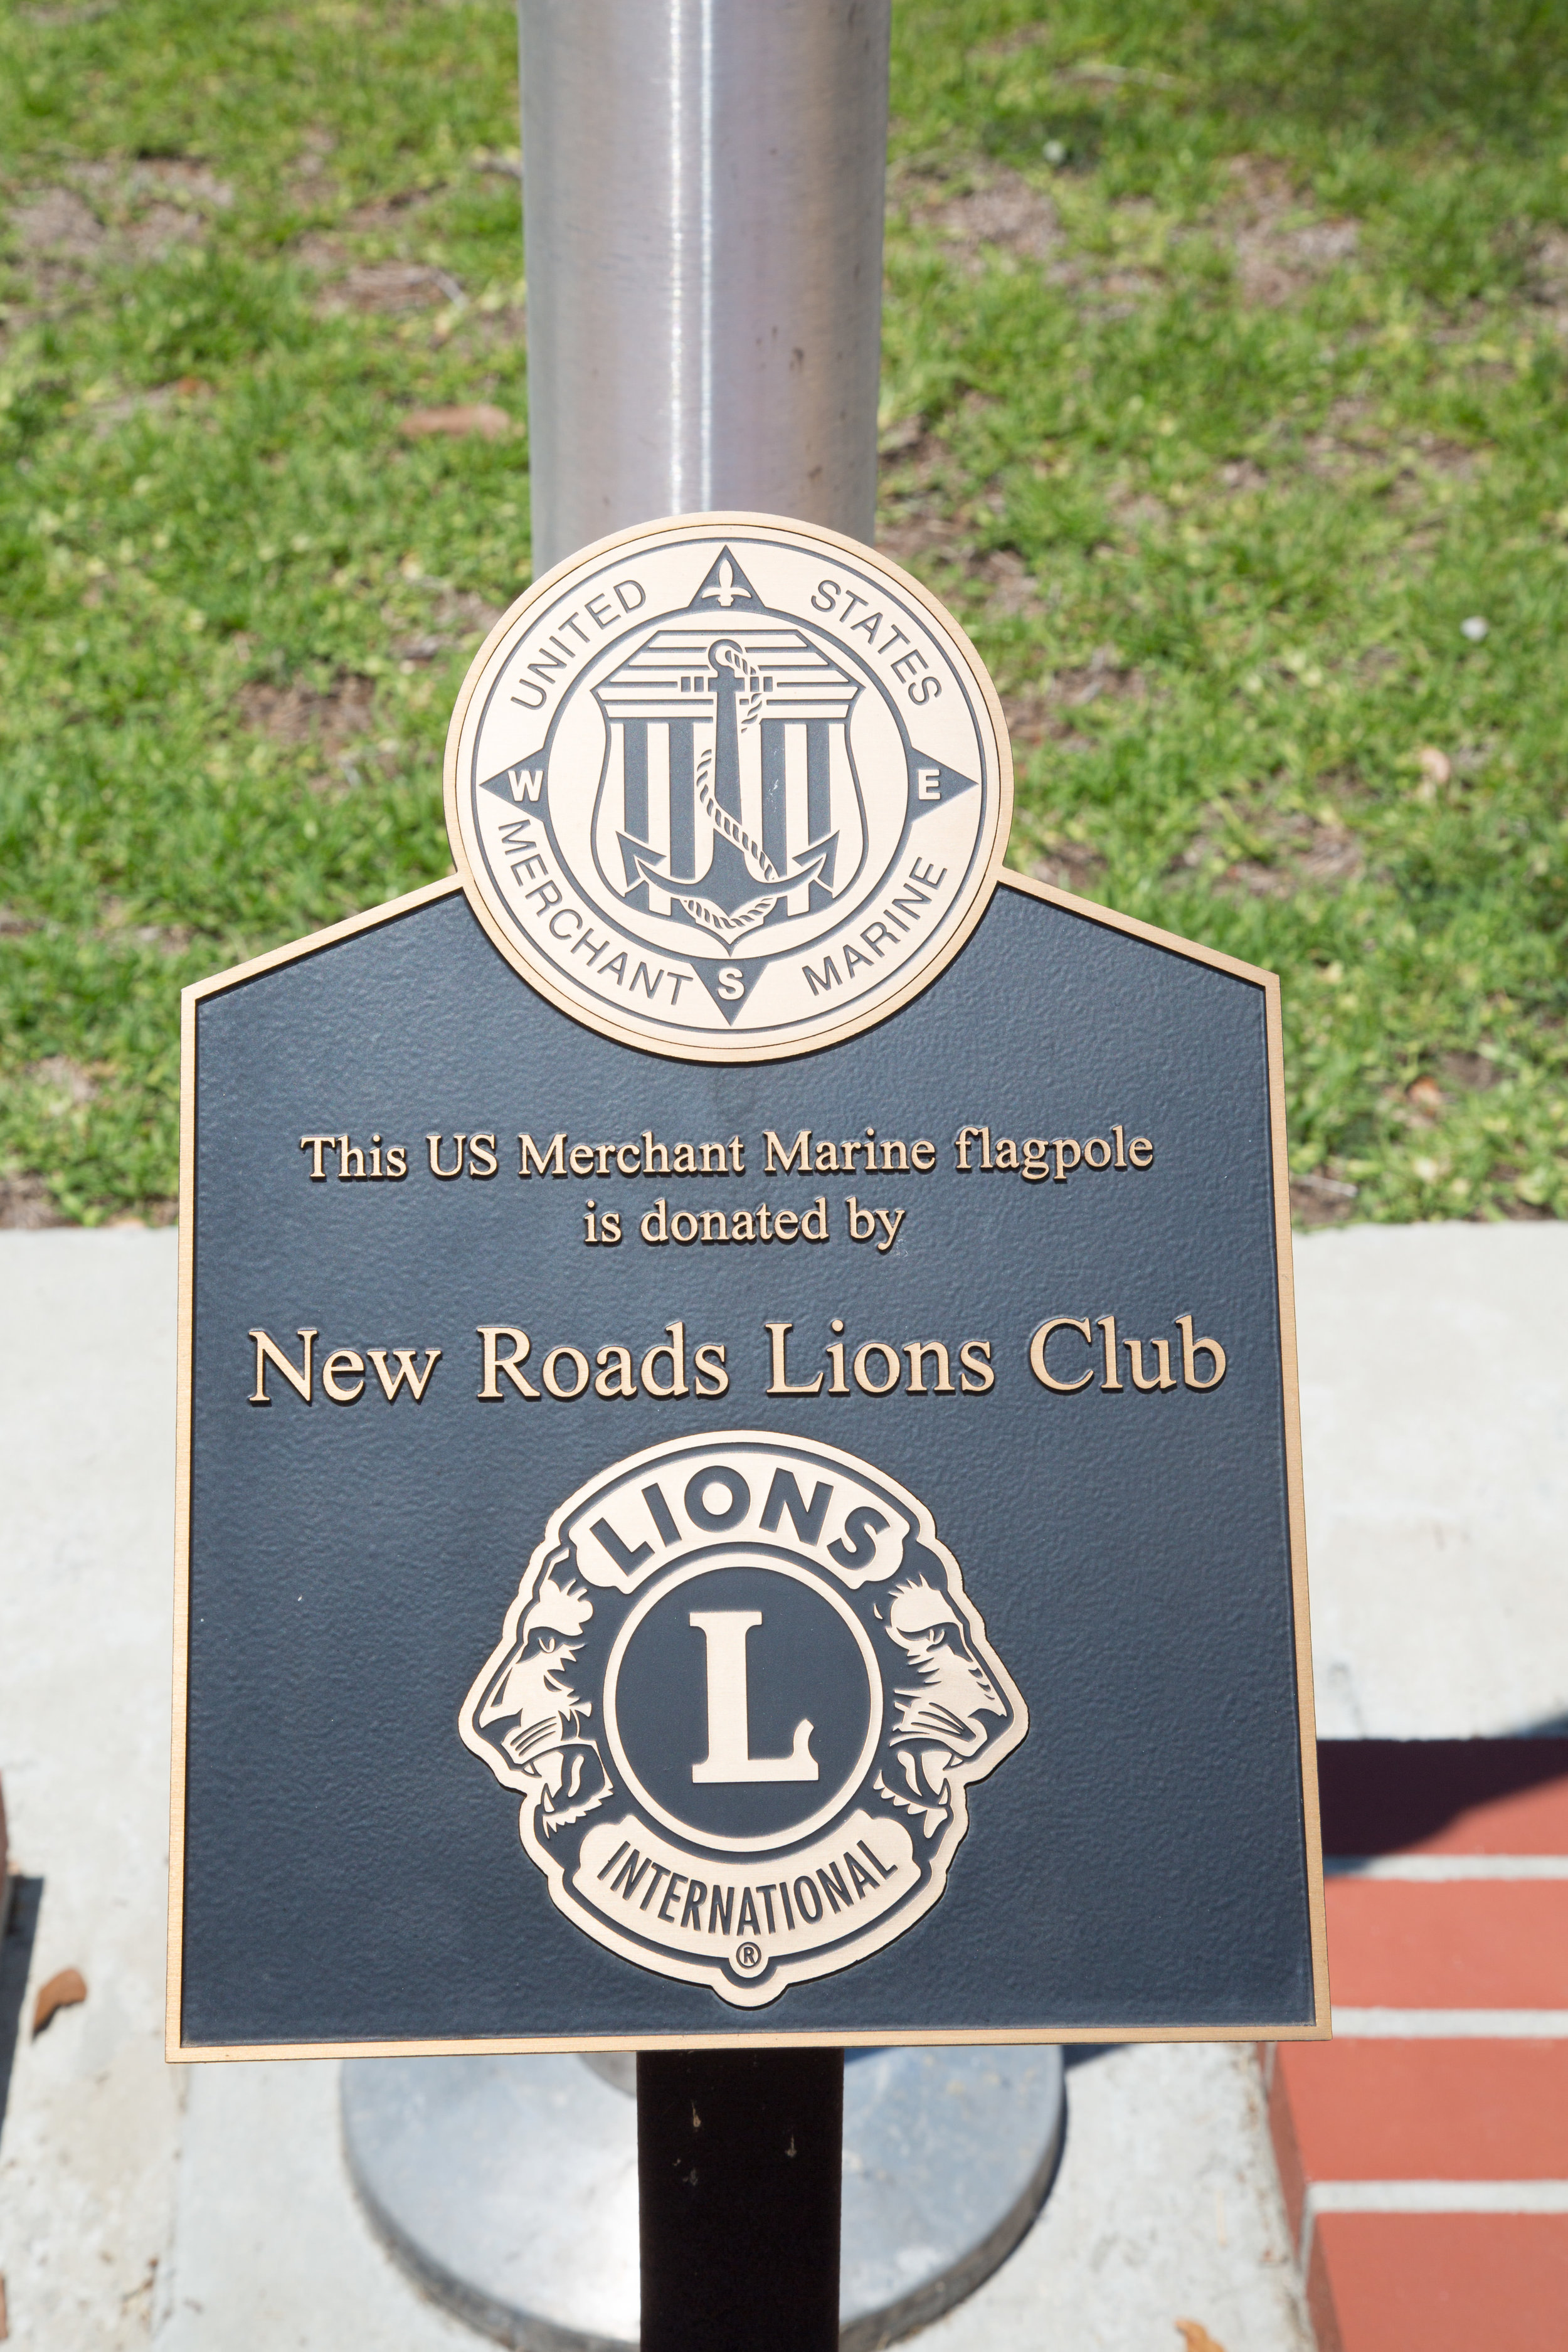 UNITED STATES
W E
MERCHANT S MARINE
This US Merchant Marine flagpole
is donated by
New Roads Lions Club
LIONS
L
INTERNATIONAL
®